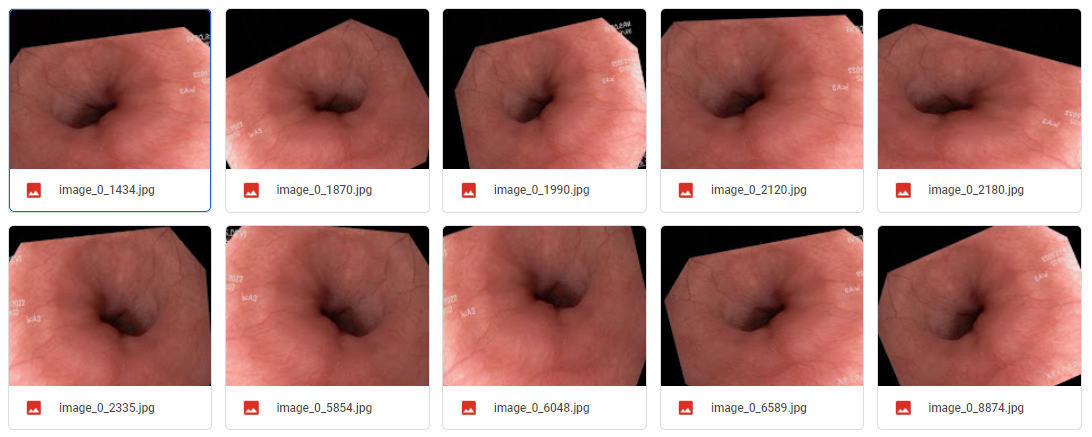 image_0_1434.jpg
image_0_1870.jpg
image_0_1990.jpg
image_0_2120.jpg
image_0_2180.jpg
image_0_2335.jpg
image_0_5854.jpg
image_0_6048.jpg
image_0_6589.jpg
image_0_8874.jpg